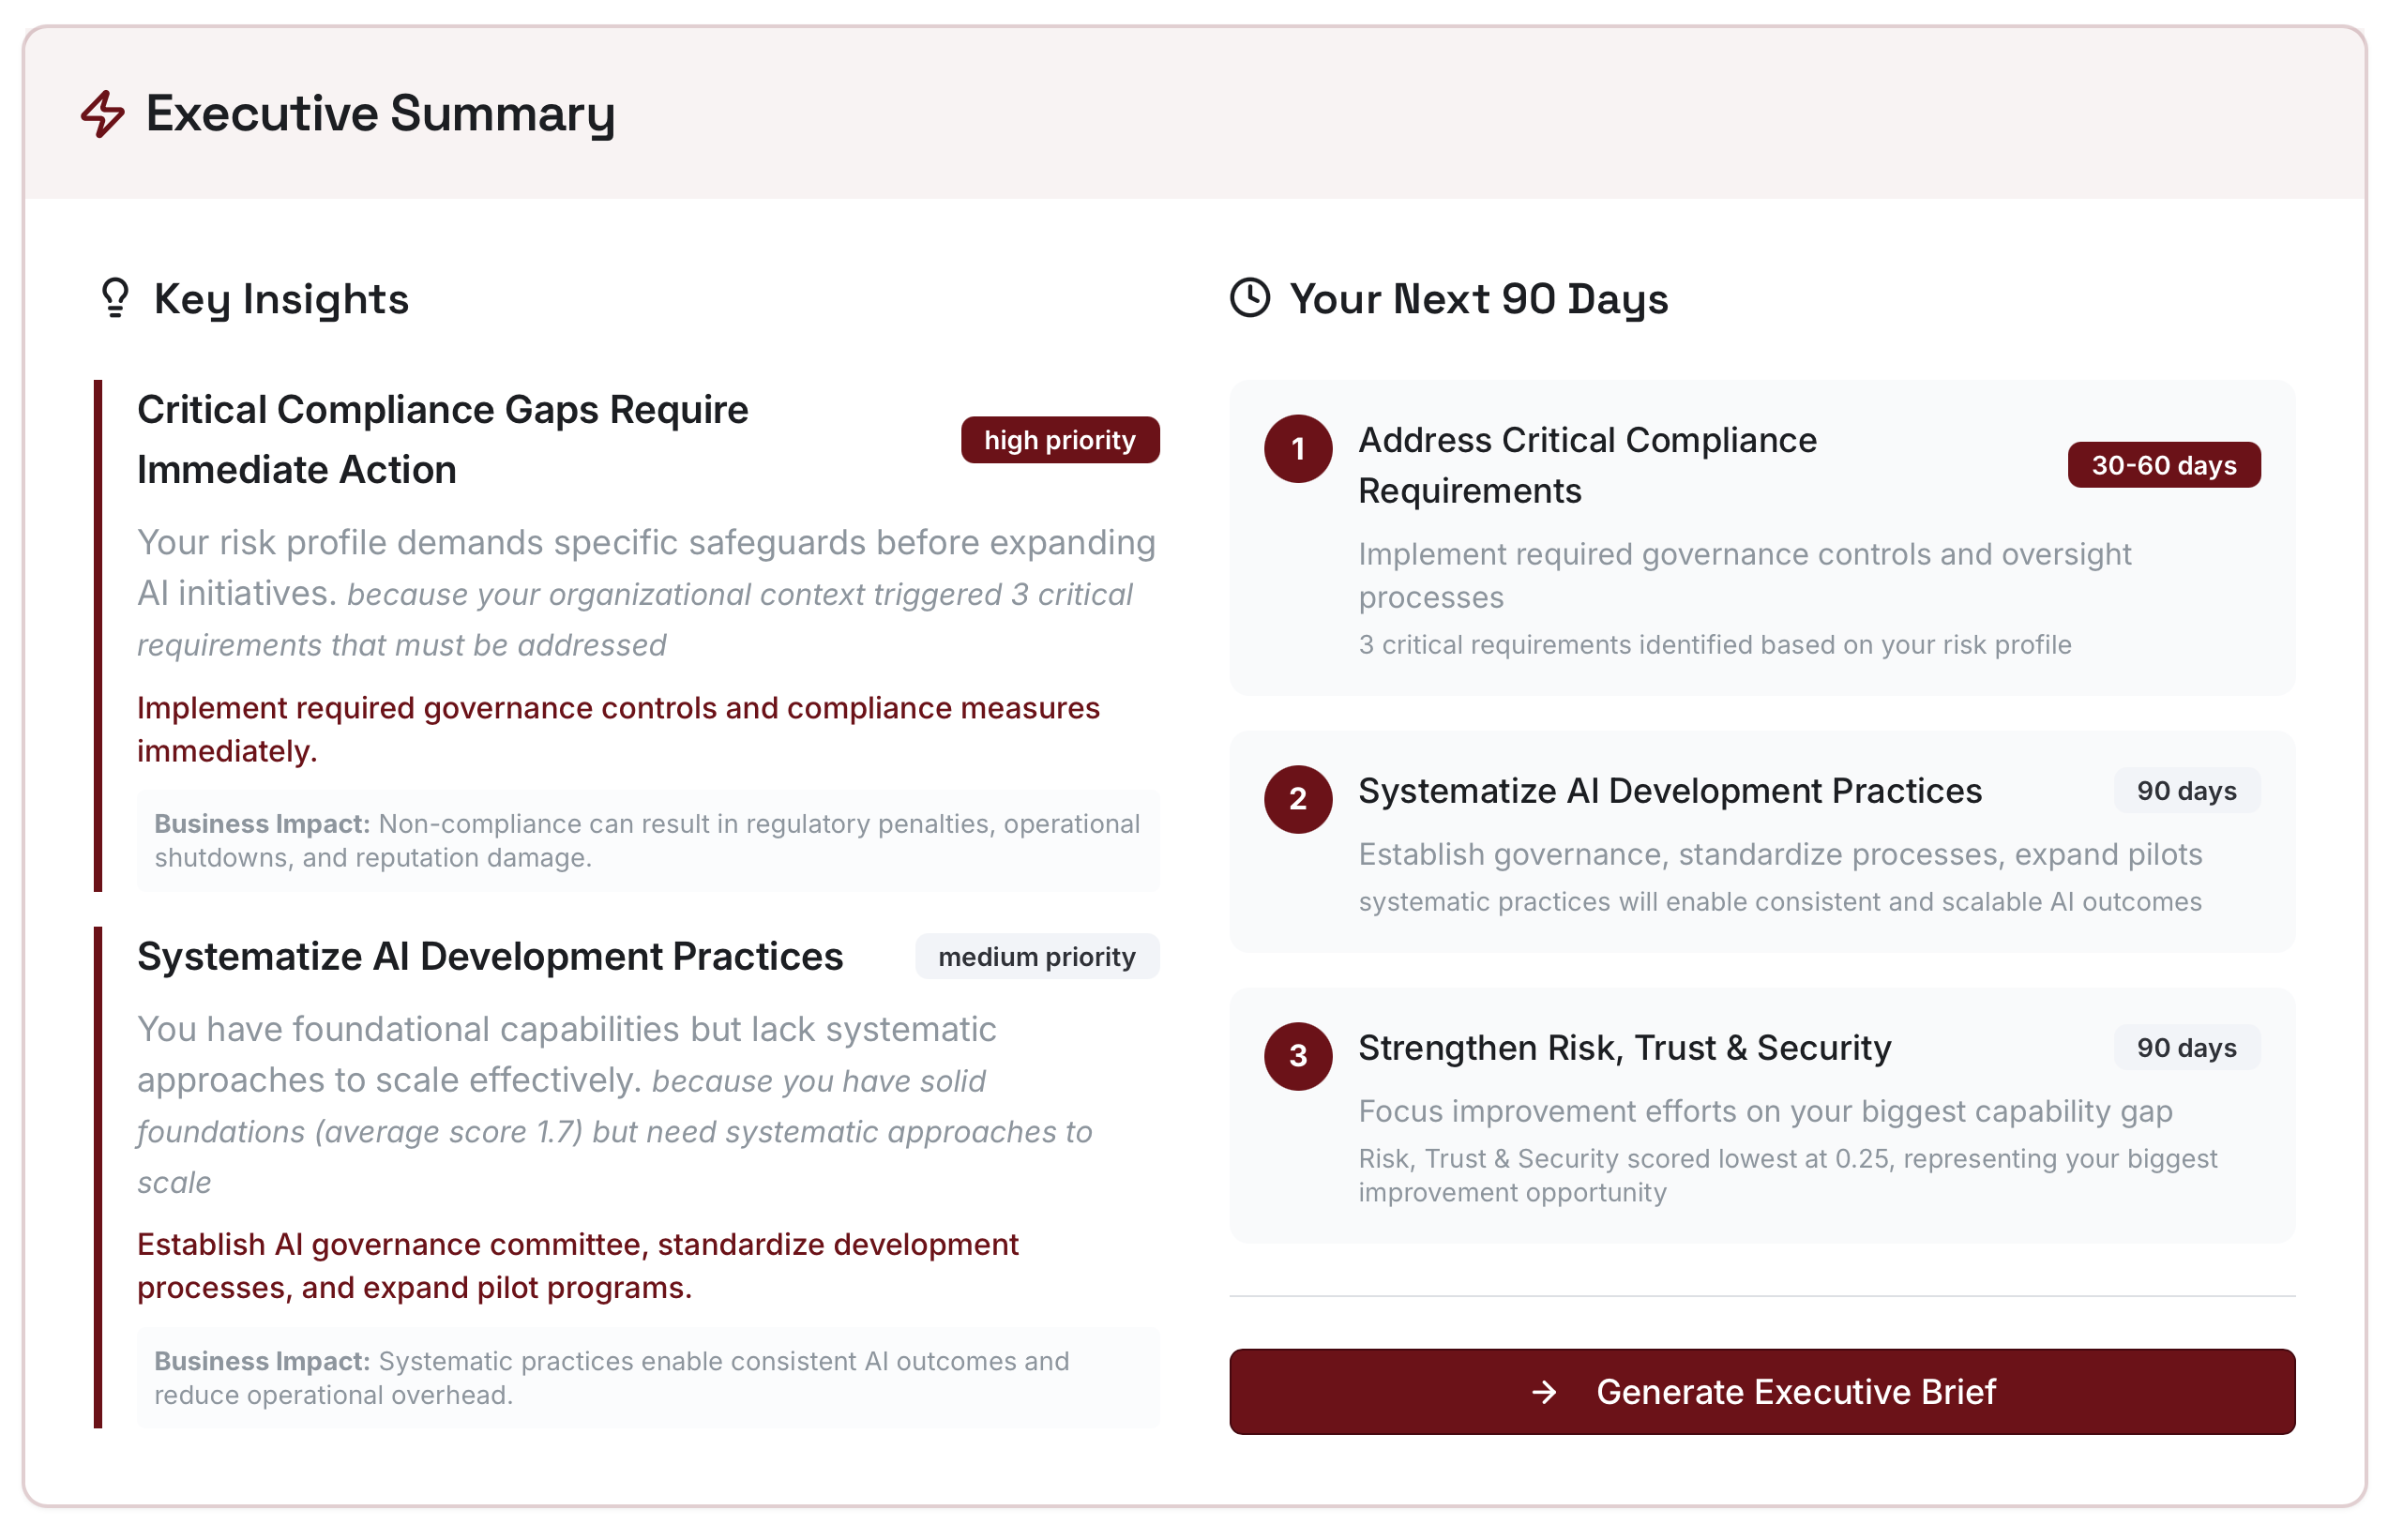 Executive Summary
Key Insights
Critical Compliance Gaps Require
Immediate Action
high priority
Your risk profile demands specific safeguards before expanding
AI initiatives. because your organizational context triggered 3 critical
requirements that must be addressed
Implement required governance controls and compliance measures
immediately.
Business Impact: Non-compliance can result in regulatory penalties, operational
shutdowns, and reputation damage.
Systematize AI Development Practices
medium priority
You have foundational capabilities but lack systematic
approaches to scale effectively. because you have solid
foundations (average score 1.7) but need systematic approaches to
scale
Establish AI governance committee, standardize development
processes, and expand pilot programs.
Business Impact: Systematic practices enable consistent AI outcomes and
reduce operational overhead.
Your Next 90 Days
1
Address Critical Compliance
Requirements
30-60 days
Implement required governance controls and oversight
processes
3 critical requirements identified based on your risk profile
2
Systematize AI Development Practices
90 days
Establish governance, standardize processes, expand pilots
systematic practices will enable consistent and scalable AI outcomes
3
Strengthen Risk, Trust & Security
90 days
Focus improvement efforts on your biggest capability gap
Risk, Trust & Security scored lowest at 0.25, representing your biggest
improvement opportunity
Generate Executive Brief